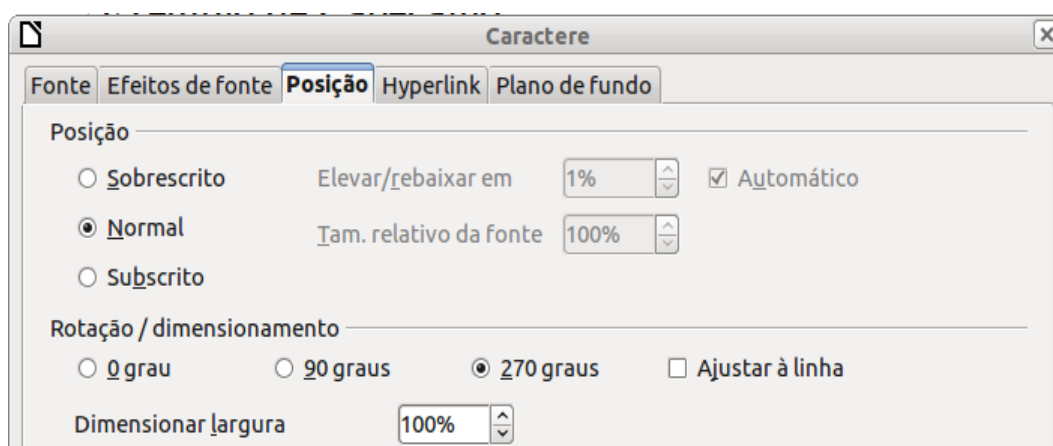 Caractere
Fonte Efeitos de fonte Posição Hyperlink Plano de fundo
Posição
Sobrescrito Elevar/rebaixar em 1% Automático
Normal Tam. relativo da fonte 100%
Subscrito
Rotação / dimensionamento
0 grau 90 graus 270 graus Ajustar à linha
Dimensionar largura 100%